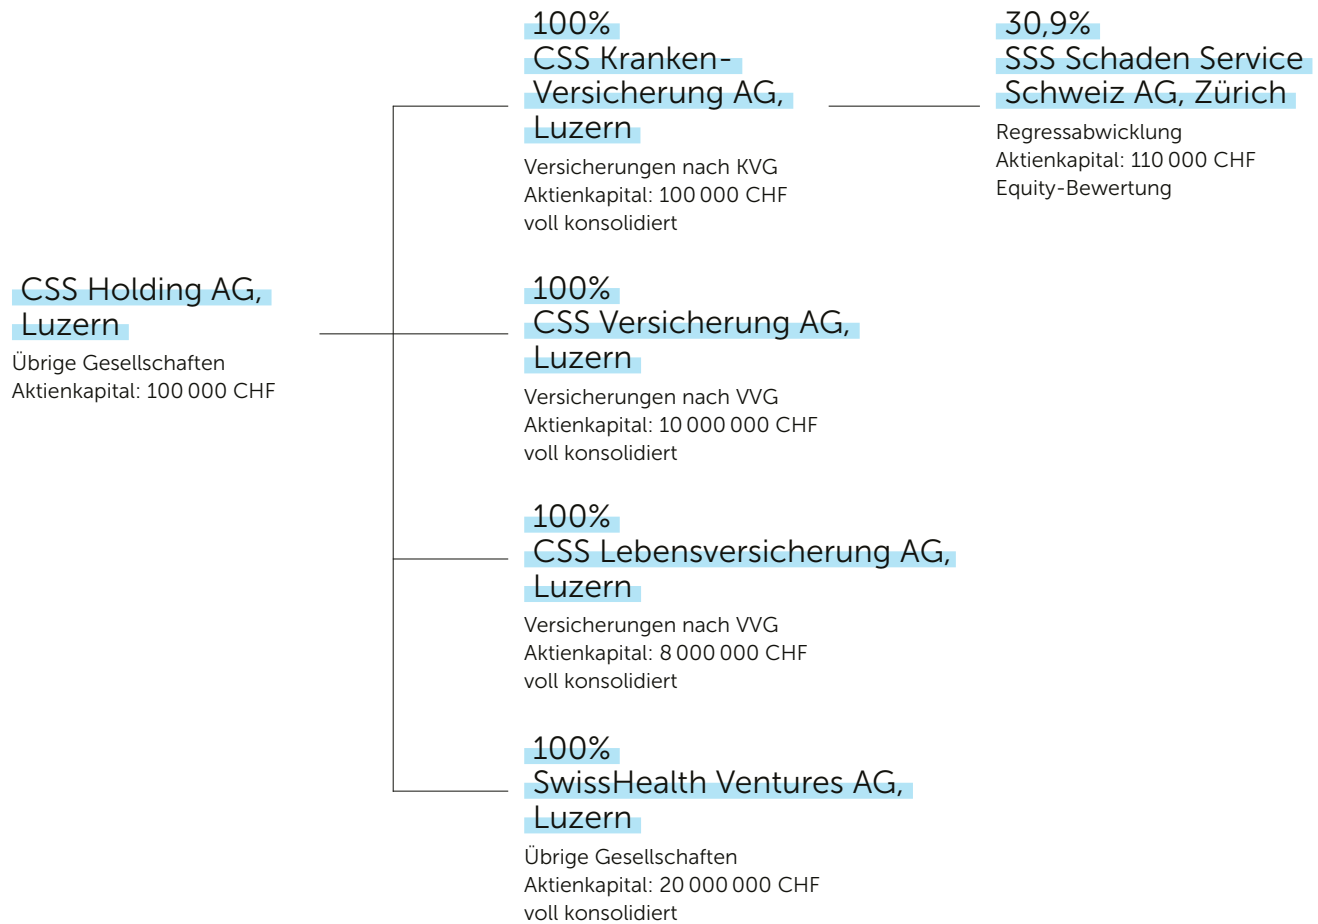 CSS Holding AG,
Luzern
Übrige Gesellschaften
Aktienkapital: 100 000 CHF
100%
CSS Kranken-
Versicherung AG,
Luzern
Versicherungen nach KVG
Aktienkapital: 100 000 CHF
voll konsolidiert
30,9%
SSS Schaden Service
Schweiz AG, Zürich
Regressabwicklung
Aktienkapital: 110 000 CHF
Equity-Bewertung
100%
CSS Versicherung AG,
Luzern
Versicherungen nach VVG
Aktienkapital: 10 000 000 CHF
voll konsolidiert
100%
CSS Lebensversicherung AG,
Luzern
Versicherungen nach VVG
Aktienkapital: 8 000 000 CHF
voll konsolidiert
100%
SwissHealth Ventures AG,
Luzern
Übrige Gesellschaften
Aktienkapital: 20 000 000 CHF
voll konsolidiert